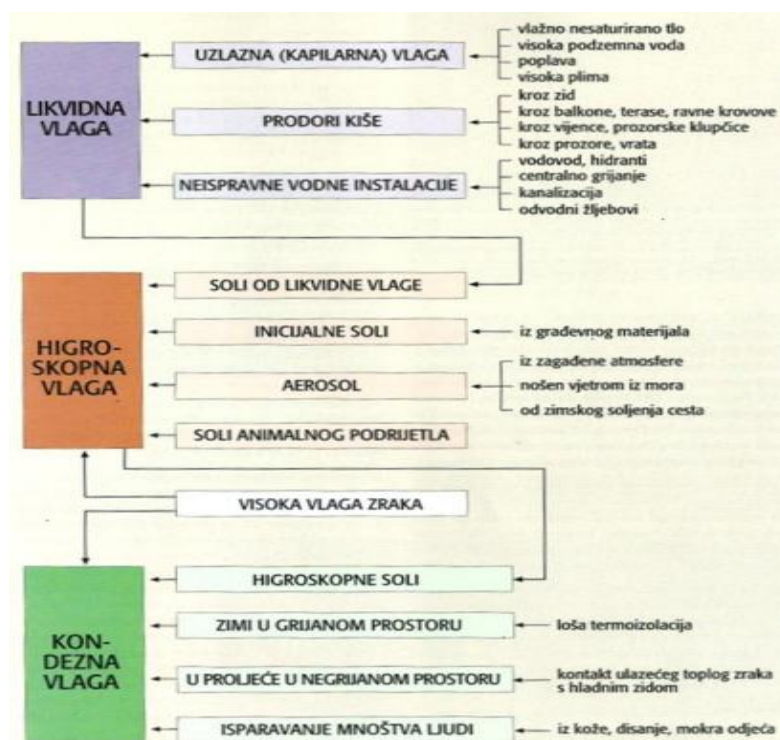 LIKVIDNA
VLAGA
UZLAZNA (KAPILARNA) VLAGA
vlažno nesaturirano tlo
visoka podzemna voda
poplava
visoka plima
PRODORI KIŠE
kroz zid
kroz balkone, terase, ravne krovove
kroz vijence, prozorske klupčice
kroz prozore, vrata
NEISPRAVNE VODNE INSTALACIJE
vodovod, hidranti
centralno grijanje
kanalizacija
odvodni žljebovi
HIGRO-
SKOPNA
VLAGA
SOLI OD LIKVIDNE VLAGE
INICIJALNE SOLI
iz građevnog materijala
AEROSOL
iz zagađene atmosfere
nošen vjetrom iz mora
od zimskog soljenja cesta
SOLI ANIMALNOG PODRIJETLA
VISOKA VLAGA ZRAKA
KON-
DEZNA
VLAGA
HIGROSKOPNE SOLI
ZIMI U GRIJANOM PROSTORU
loša termoizolacija
U PROLJEĆE U NEGRIJANOM PROSTORU
kontakt ulazećeg toplog zraka
s hladnim zidom
ISPARAVANJE MNOŠTVA LJUDI
iz kože, disanje, mokra odjeća